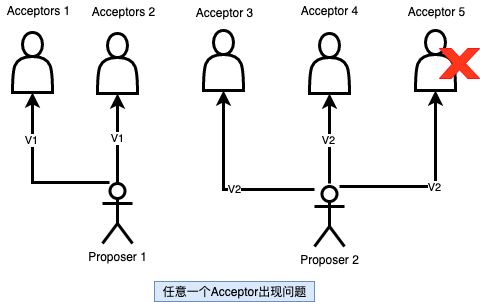 Acceptors 1
Acceptors 2
Acceptor 3
Acceptor 4
Acceptor 5
V1
V1
V2
V2
V2
Proposer 1
Proposer 2
任意一个Acceptor出现问题